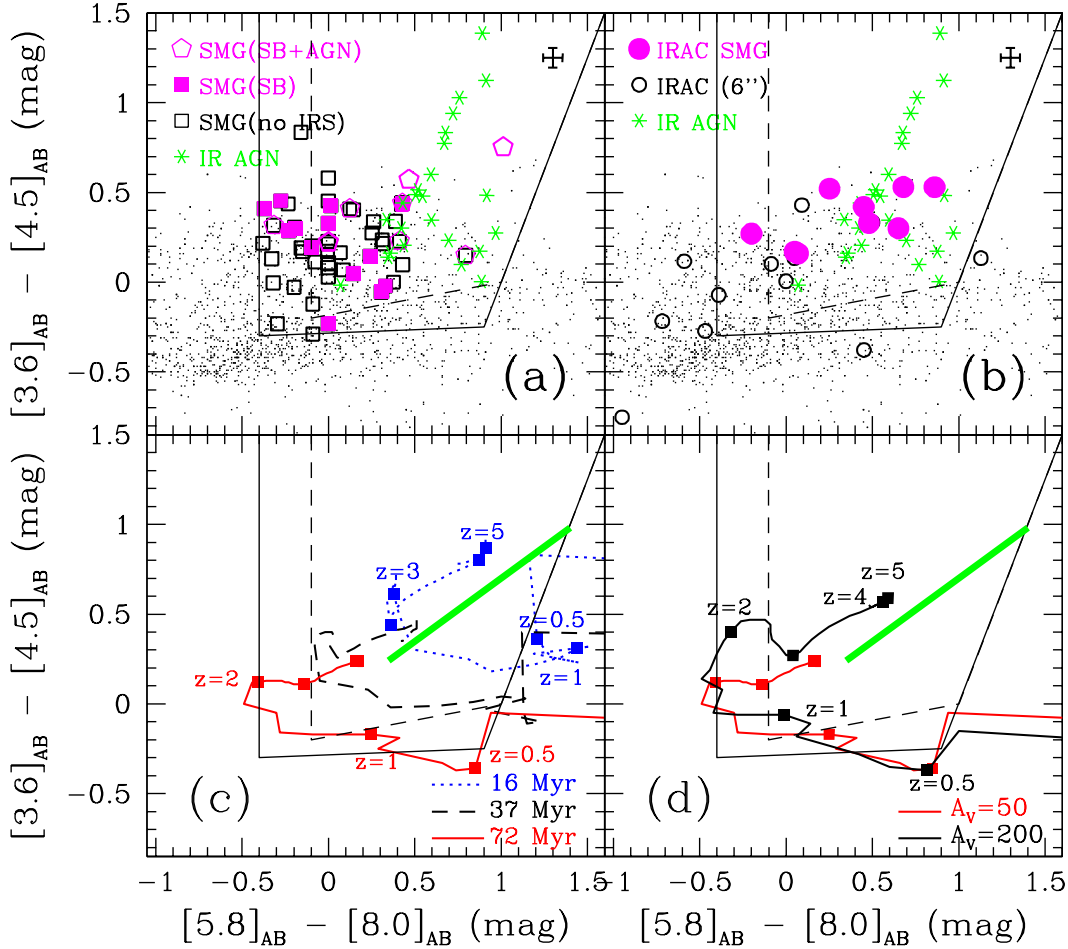 [3.6]AB − [4.5]AB (mag)
1.5
1
0.5
0
−0.5
SMG(SB+AGN)
SMG(SB)
SMG(no IRS)
IR AGN
(a)
IRAC SMG
IRAC (6'')
IR AGN
(b)
[3.6]AB − [4.5]AB (mag)
1.5
1
0.5
0
−0.5
z=5
z=3
z=0.5
z=1
z=2
z=1
z=0.5
16 Myr
37 Myr
72 Myr
(c)
z=5
z=4
z=2
z=1
z=0.5
AV=50
AV=200
(d)
−1 −0.5 0 0.5 1 1.5
−1 −0.5 0 0.5 1 1.5
[5.8]AB − [8.0]AB (mag)
[5.8]AB − [8.0]AB (mag)